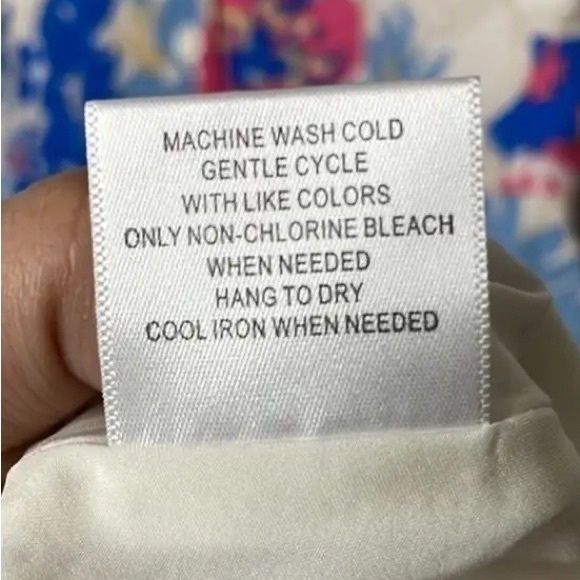 MACHINE WASH COLD
GENTLE CYCLE
WITH LIKE COLORS
ONLY NON-CHLORINE BLEACH
WHEN NEEDED
HANG TO DRY
COOL IRON WHEN NEEDED